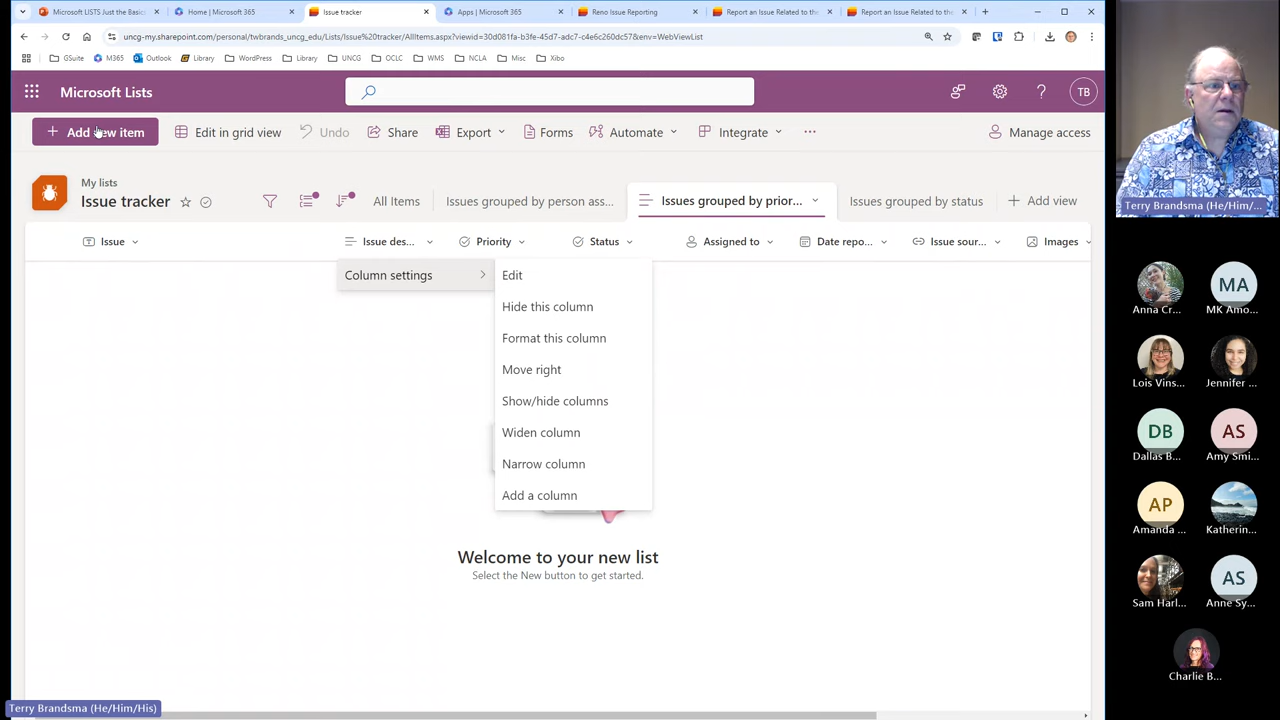 Microsoft LISTS Just the Basics
Home | Microsoft 365
Issue tracker
Apps | Microsoft 365
Reno Issue Reporting
Report an Issue Related to the
Report an Issue Related to the
uncg-my.sharepoint.com/personal/twbrands_uncg_edu/Lists/Issue%20tracker/AllItems.aspx?viewid=30d081fa-b3fe-45d7-adc7-c4e6c260dc57&env=WebViewList
GSuite
M365
Outlook
Library
WordPress
Library
UNCG
OCLC
WMS
NCLA
Misc
Xibo
Microsoft Lists
TB
Add new item
Edit in grid view
Undo
Share
Export
Forms
Automate
Integrate
Manage access
My lists
Issue tracker
All Items
Issues grouped by person ass...
Issues grouped by prior...
Issues grouped by status
Add view
Issue
Issue des...
Priority
Status
Assigned to
Date repo...
Issue sour...
Images
Column settings
Edit
Hide this column
Format this column
Move right
Show/hide columns
Widen column
Narrow column
Add a column
Welcome to your new list
Select the New button to get started.
Terry Brandsma (He/Him/His)
Terry Brandsma (He/Him/...
Anna Cr...
MA
MK Amo...
Lois Vins...
Jennifer ...
DB
Dallas B...
AS
Amy Smi...
AP
Amanda ...
Katherin...
Sam Harl...
AS
Anne Sy...
Charlie B...